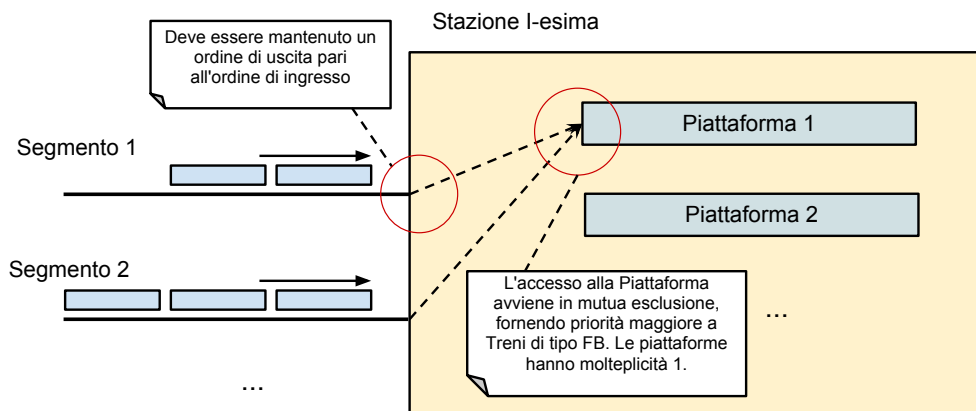 Stazione I-esima
Deve essere mantenuto un
ordine di uscita pari
all'ordine di ingresso
Segmento 1
Piattaforma 1
Piattaforma 2
Segmento 2
L'accesso alla Piattaforma
avviene in mutua esclusione,
fornendo priorità maggiore a
Treni di tipo FB. Le piattaforme
hanno molteplicità 1.
...
...